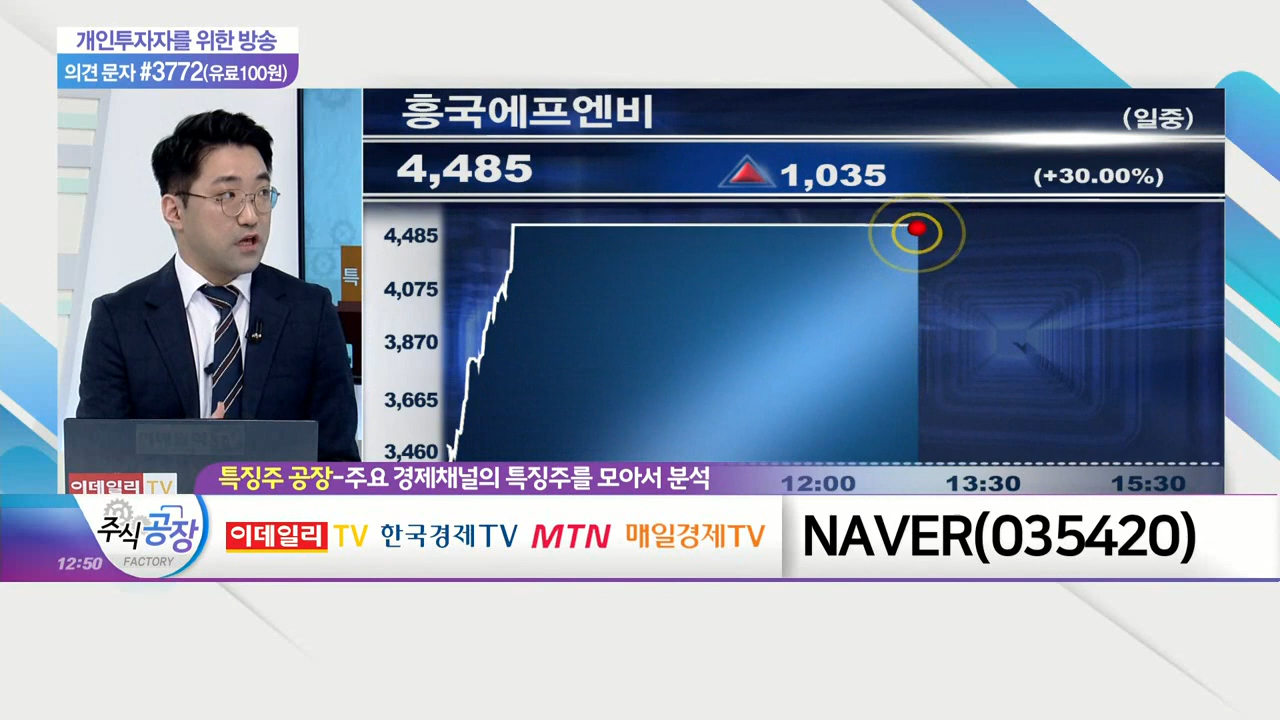 개인투자자를 위한 방송
의견 문자 #3772(유료100원)
흥국에프엔비
(일중)
4,485
1,035
(+30.00%)
4,485
4,075
3,870
3,665
3,460
12:00
13:30
15:30
특
이데일리 TV
특징주 공장-주요 경제채널의 특징주를 모아서 분석
주식공장
FACTORY
12:50
이데일리 TV 한국경제TV MTN 매일경제TV
NAVER(035420)